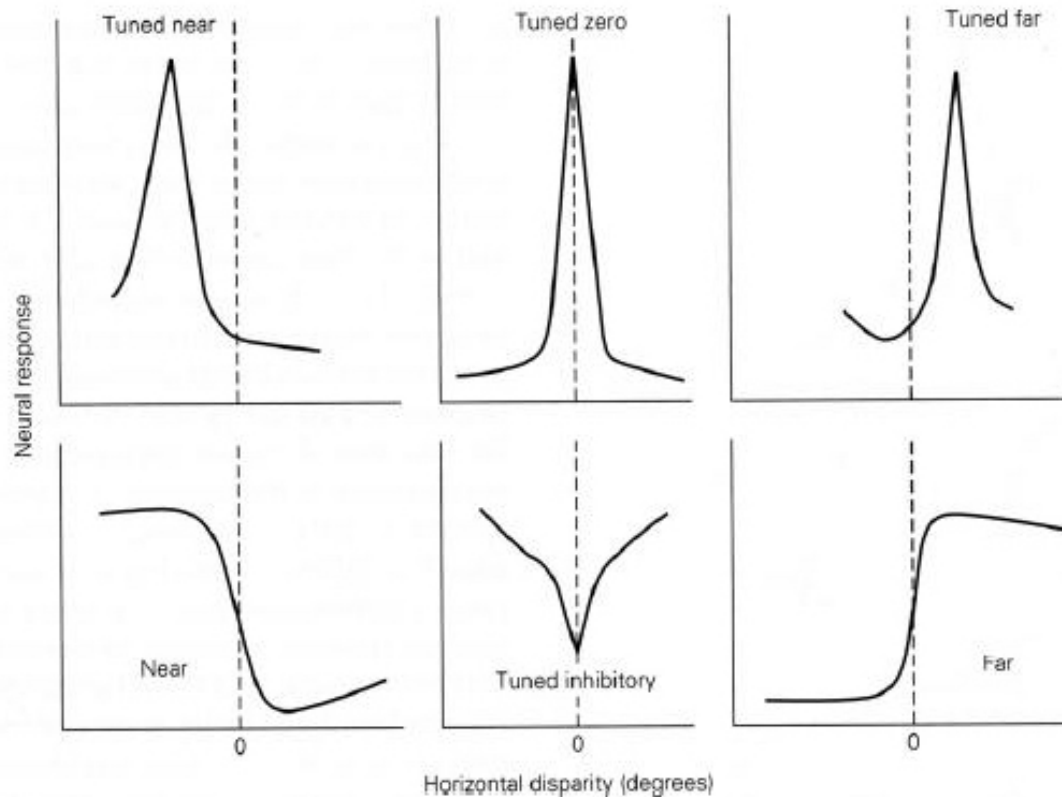 Tuned near
Tuned zero
Tuned far
Neural response
Near
Tuned inhibitory
Far
0
0
0
Horizontal disparity (degrees)